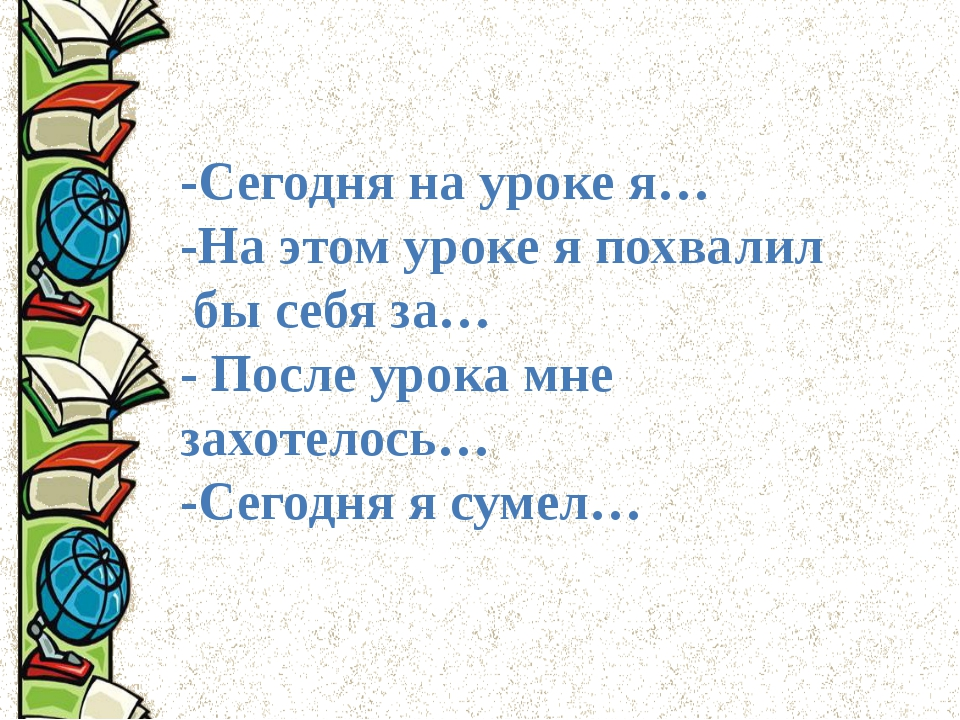 -Сегодня на уроке я…
-На этом уроке я похвалил
бы себя за…
- После урока мне
захотелось…
-Сегодня я сумел…